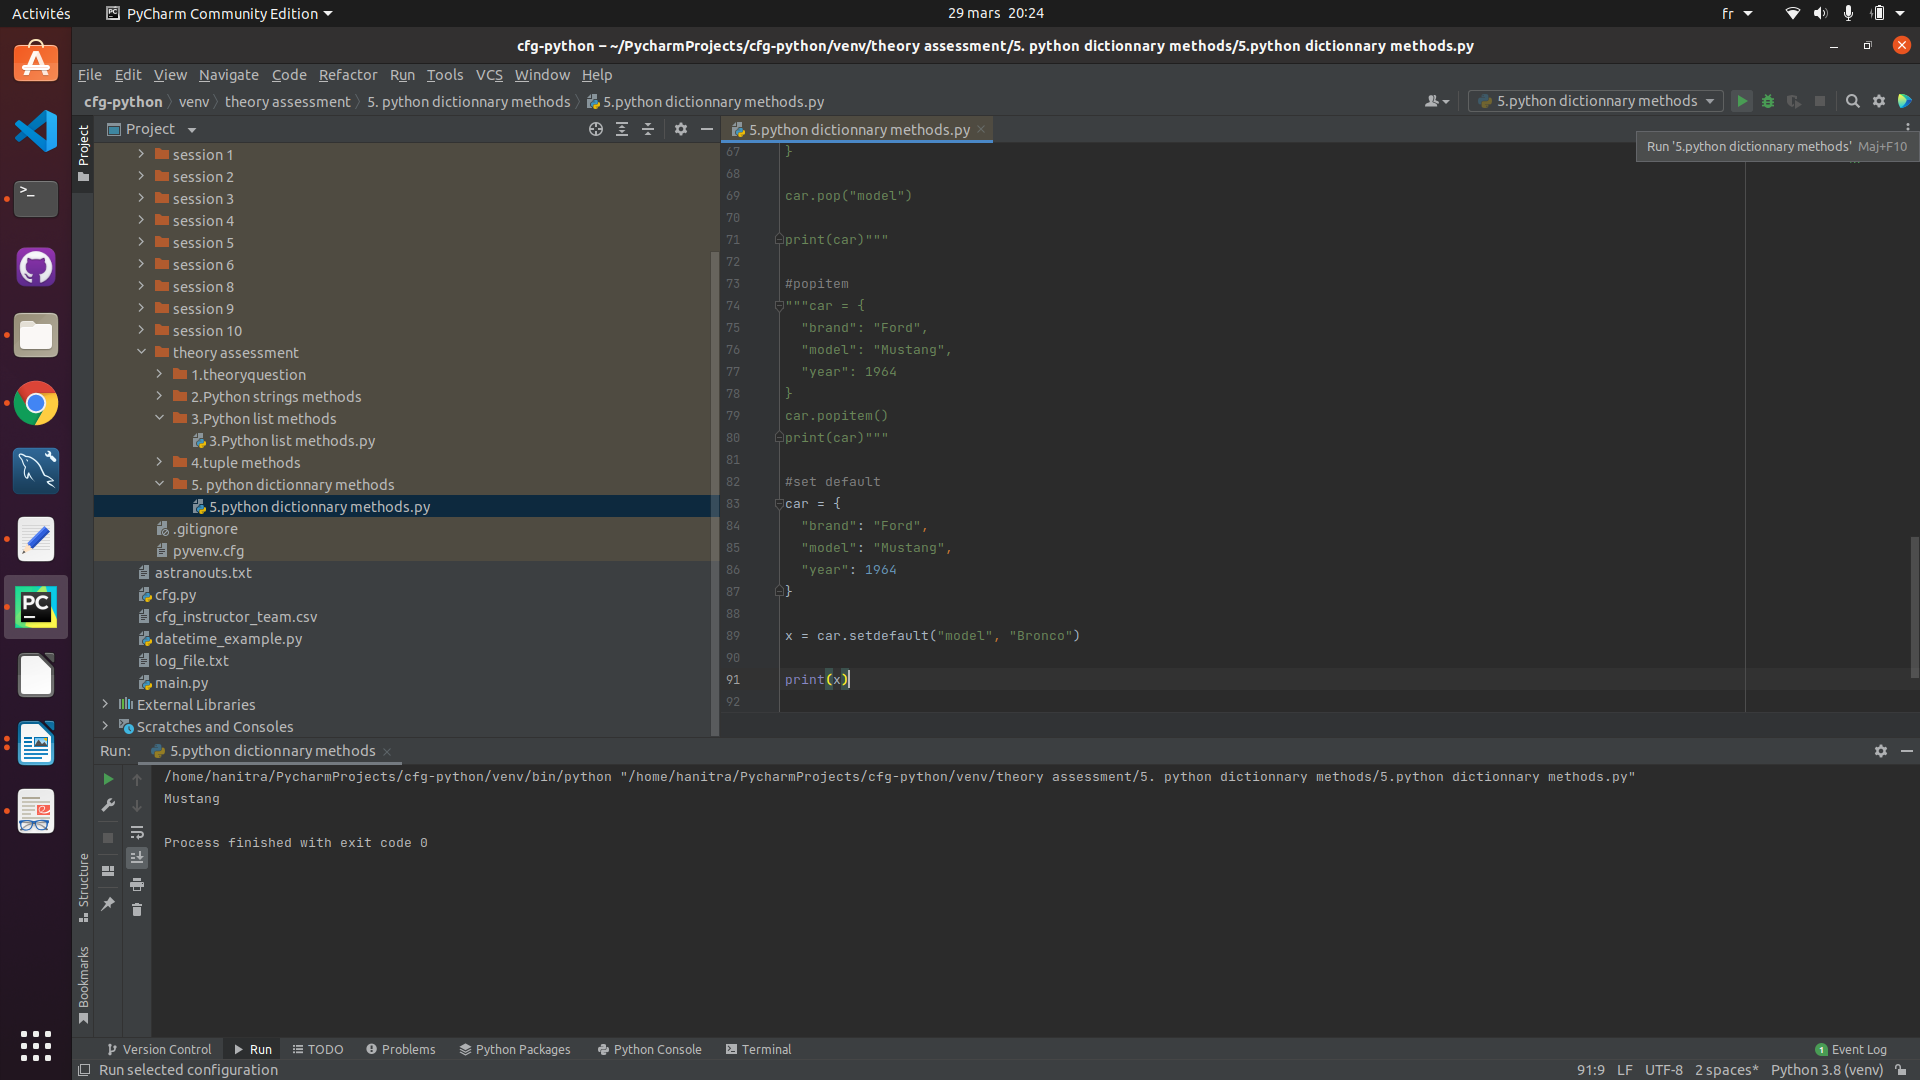 Activités
PyCharm Community Edition
29 mars 20:24
fr
cfg-python – ~/PycharmProjects/cfg-python/venv/theory assessment/5. python dictionnary methods/5.python dictionnary methods.py
File Edit View Navigate Code Refactor Run Tools VCS Window Help
cfg-python venv theory assessment 5. python dictionnary methods 5.python dictionnary methods.py
5.python dictionnary methods
Run '5.python dictionnary methods' Maj+F10
Project
Project
session 1
session 2
session 3
session 4
session 5
session 6
session 8
session 9
session 10
theory assessment
1.theoryquestion
2.Python strings methods
3.Python list methods
3.Python list methods.py
4.tuple methods
5. python dictionnary methods
5.python dictionnary methods.py
.gitignore
pyvenv.cfg
astranouts.txt
cfg.py
cfg_instructor_team.csv
datetime_example.py
log_file.txt
main.py
External Libraries
Scratches and Consoles
5.python dictionnary methods.py
67 }
68
69 car.pop("model")
70
71 print(car)"""
72
73 #popitem
74 """car = {
75 "brand": "Ford",
76 "model": "Mustang",
77 "year": 1964
78 }
79 car.popitem()
80 print(car)"""
81
82 #set default
83 car = {
84 "brand": "Ford",
85 "model": "Mustang",
86 "year": 1964
87 }
88
89 x = car.setdefault("model", "Bronco")
90
91 print(x)
92
Run: 5.python dictionnary methods
/home/hanitra/PycharmProjects/cfg-python/venv/bin/python "/home/hanitra/PycharmProjects/cfg-python/venv/theory assessment/5. python dictionnary methods/5.python dictionnary methods.py"
Mustang
Process finished with exit code 0
Structure
Bookmarks
Version Control Run TODO Problems Python Packages Python Console Terminal
1 Event Log
Run selected configuration
91:9 LF UTF-8 2 spaces* Python 3.8 (venv)